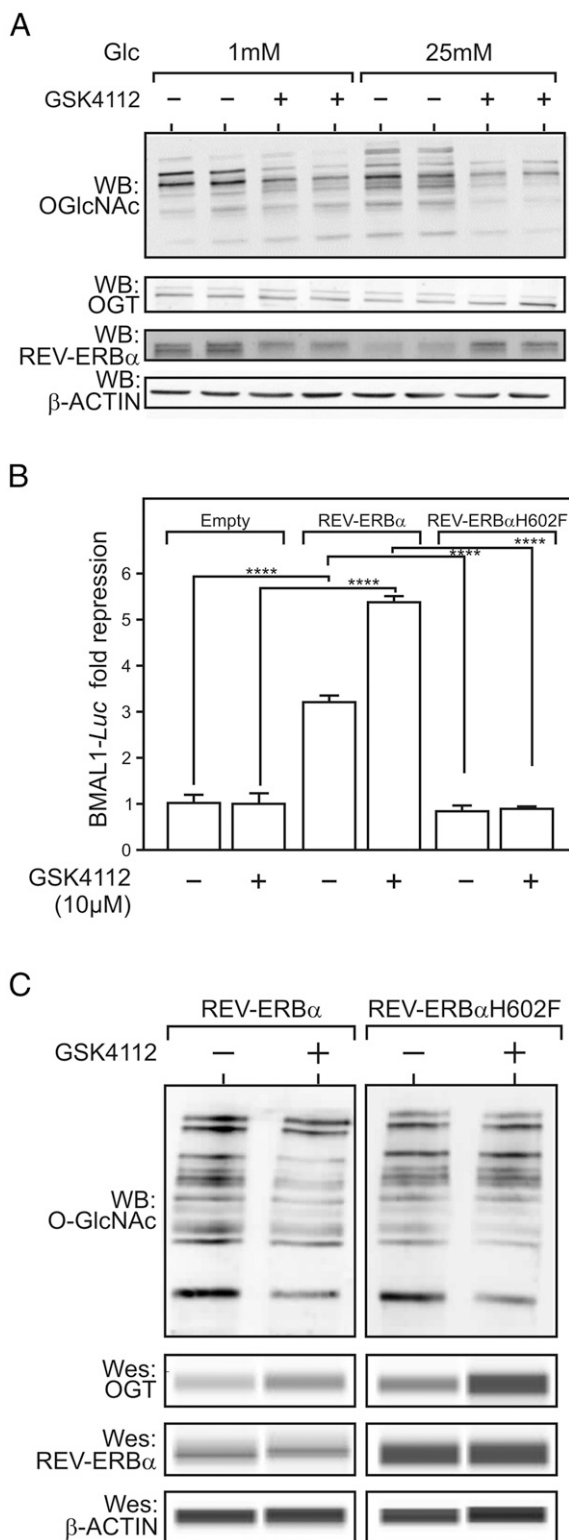 A
Glc 1mM 25mM
GSK4112 – – + + – – + +
WB:
OGlcNAc
WB:
OGT
WB:
REV-ERBα
WB:
β-ACTIN
B
Empty REV-ERBα REV-ERBαH602F
**** ****
**** ****
6
5
4
3
2
1
0
BMAL1-Luc fold repression
GSK4112 – + – + – +
(10µM)
C
REV-ERBα REV-ERBαH602F
GSK4112 – + – +
WB:
O-GlcNAc
Wes:
OGT
Wes:
REV-ERBα
Wes:
β-ACTIN